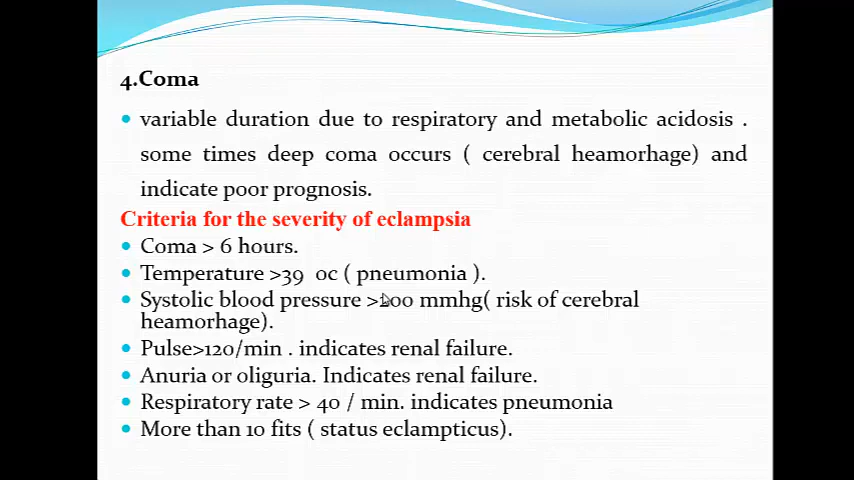 4.Coma
variable duration due to respiratory and metabolic acidosis .
some times deep coma occurs ( cerebral heamorhage) and
indicate poor prognosis.
Criteria for the severity of eclampsia
Coma > 6 hours.
Temperature >39 oc ( pneumonia ).
Systolic blood pressure >200 mmhg( risk of cerebral
heamorhage).
Pulse>120/min . indicates renal failure.
Anuria or oliguria. Indicates renal failure.
Respiratory rate > 40 / min. indicates pneumonia
More than 10 fits ( status eclampticus).